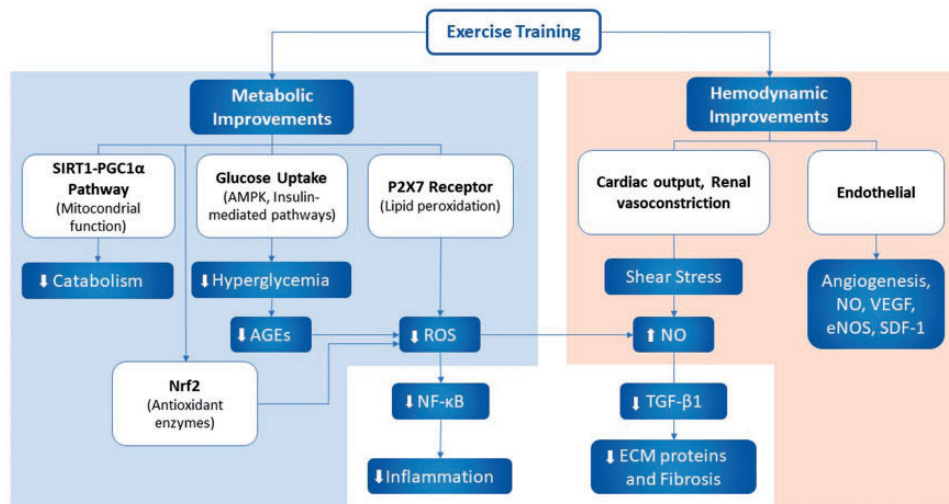 Exercise Training
Metabolic
Improvements
Hemodynamic
Improvements
SIRT1-PGC1α
Pathway
(Mitocondrial
function)
Glucose Uptake
(AMPK, Insulin-
mediated pathways)
P2X7 Receptor
(Lipid peroxidation)
Cardiac output, Renal
vasoconstriction
Endothelial
⬇ Catabolism
⬇ Hyperglycemia
Shear Stress
Angiogenesis,
NO, VEGF,
eNOS, SDF-1
⬇ AGEs
⬇ ROS
⬆ NO
Nrf2
(Antioxidant
enzymes)
⬇ NF-κB
⬇ TGF-β1
⬇ Inflammation
⬇ ECM proteins
and Fibrosis